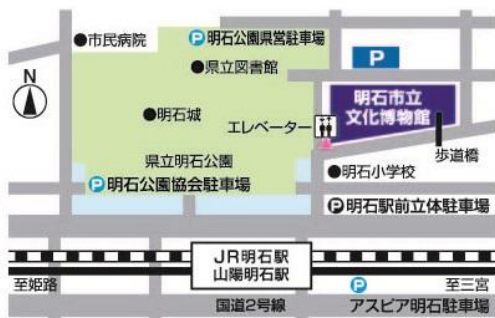 ●市民病院
P 明石公園県営駐車場
●県立図書館
P
N
●明石城
エレベーター
明石市立
文化博物館
歩道橋
県立明石公園
●明石小学校
P 明石公園協会駐車場
P 明石駅前立体駐車場
JR明石駅
山陽明石駅
至姫路
P
至三宮
国道2号線
アスピア明石駐車場